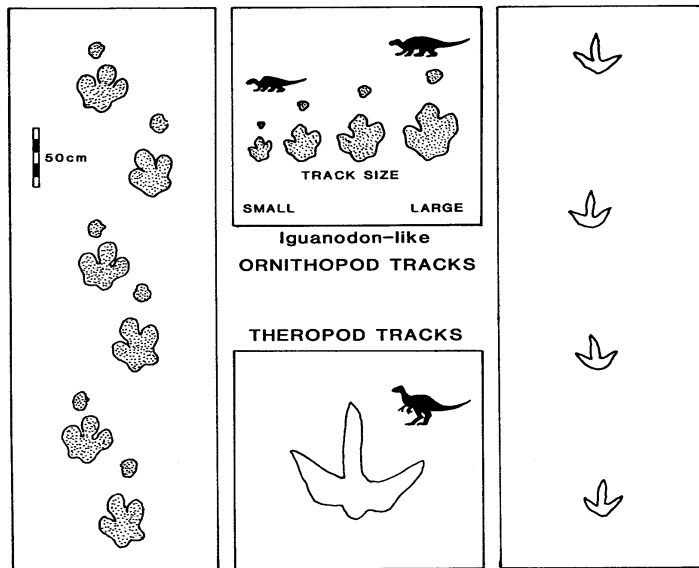 50cm
TRACK SIZE
SMALL LARGE
Iguanodon-like
ORNITHOPOD TRACKS
THEROPOD TRACKS